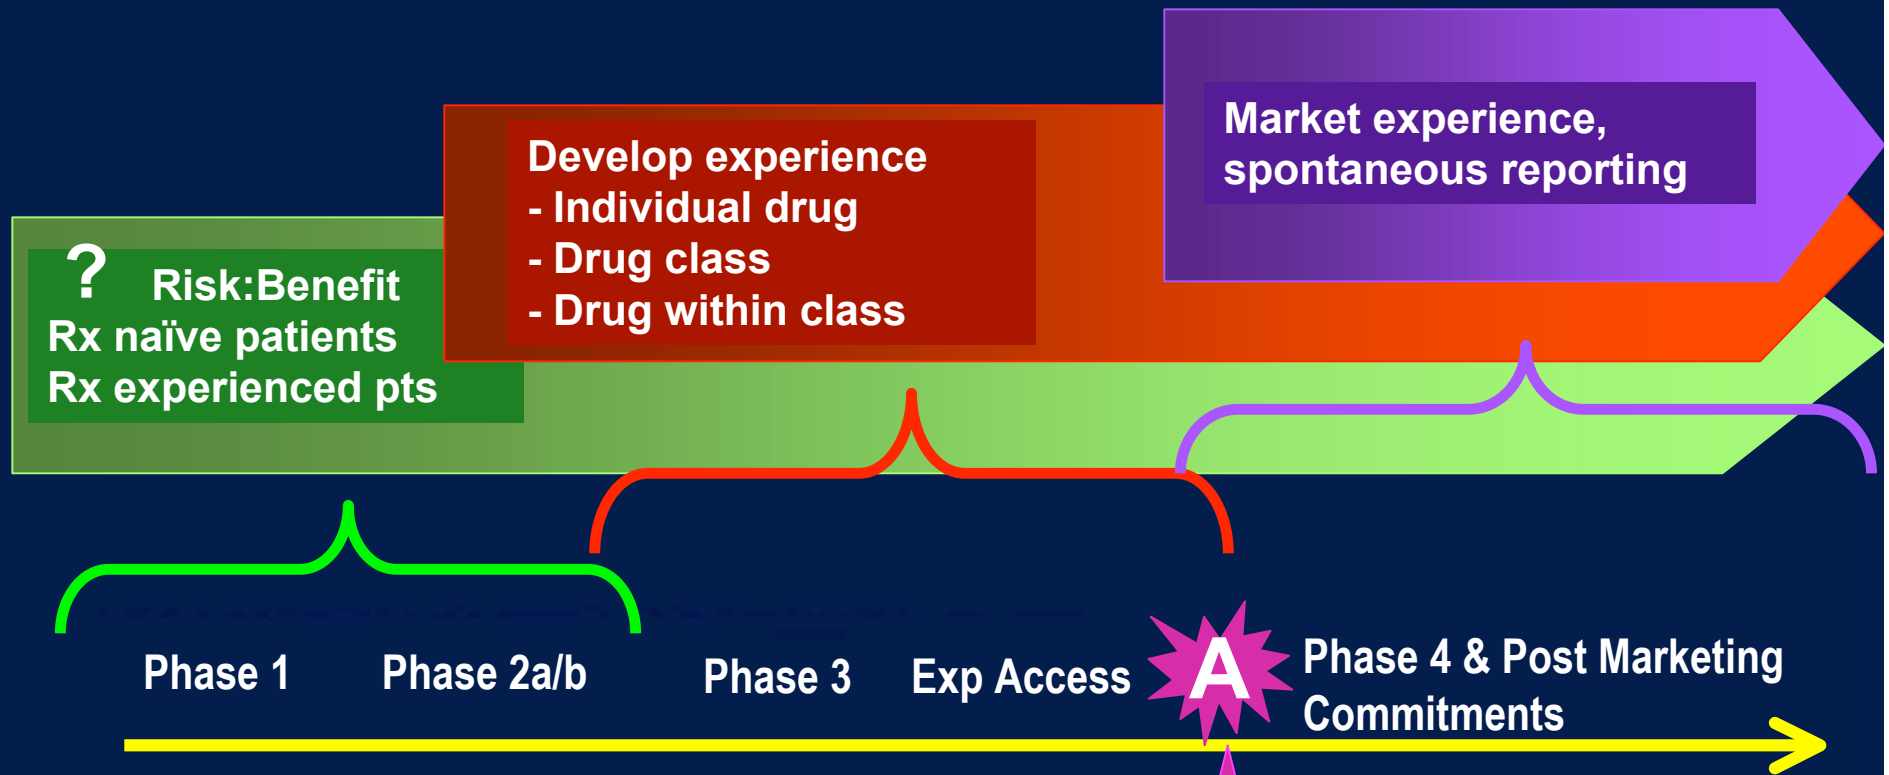 Market experience,
spontaneous reporting
Develop experience
- Individual drug
- Drug class
- Drug within class
? Risk:Benefit
Rx naïve patients
Rx experienced pts
Phase 1
Phase 2a/b
Phase 3
Exp Access
A
Phase 4 & Post Marketing
Commitments